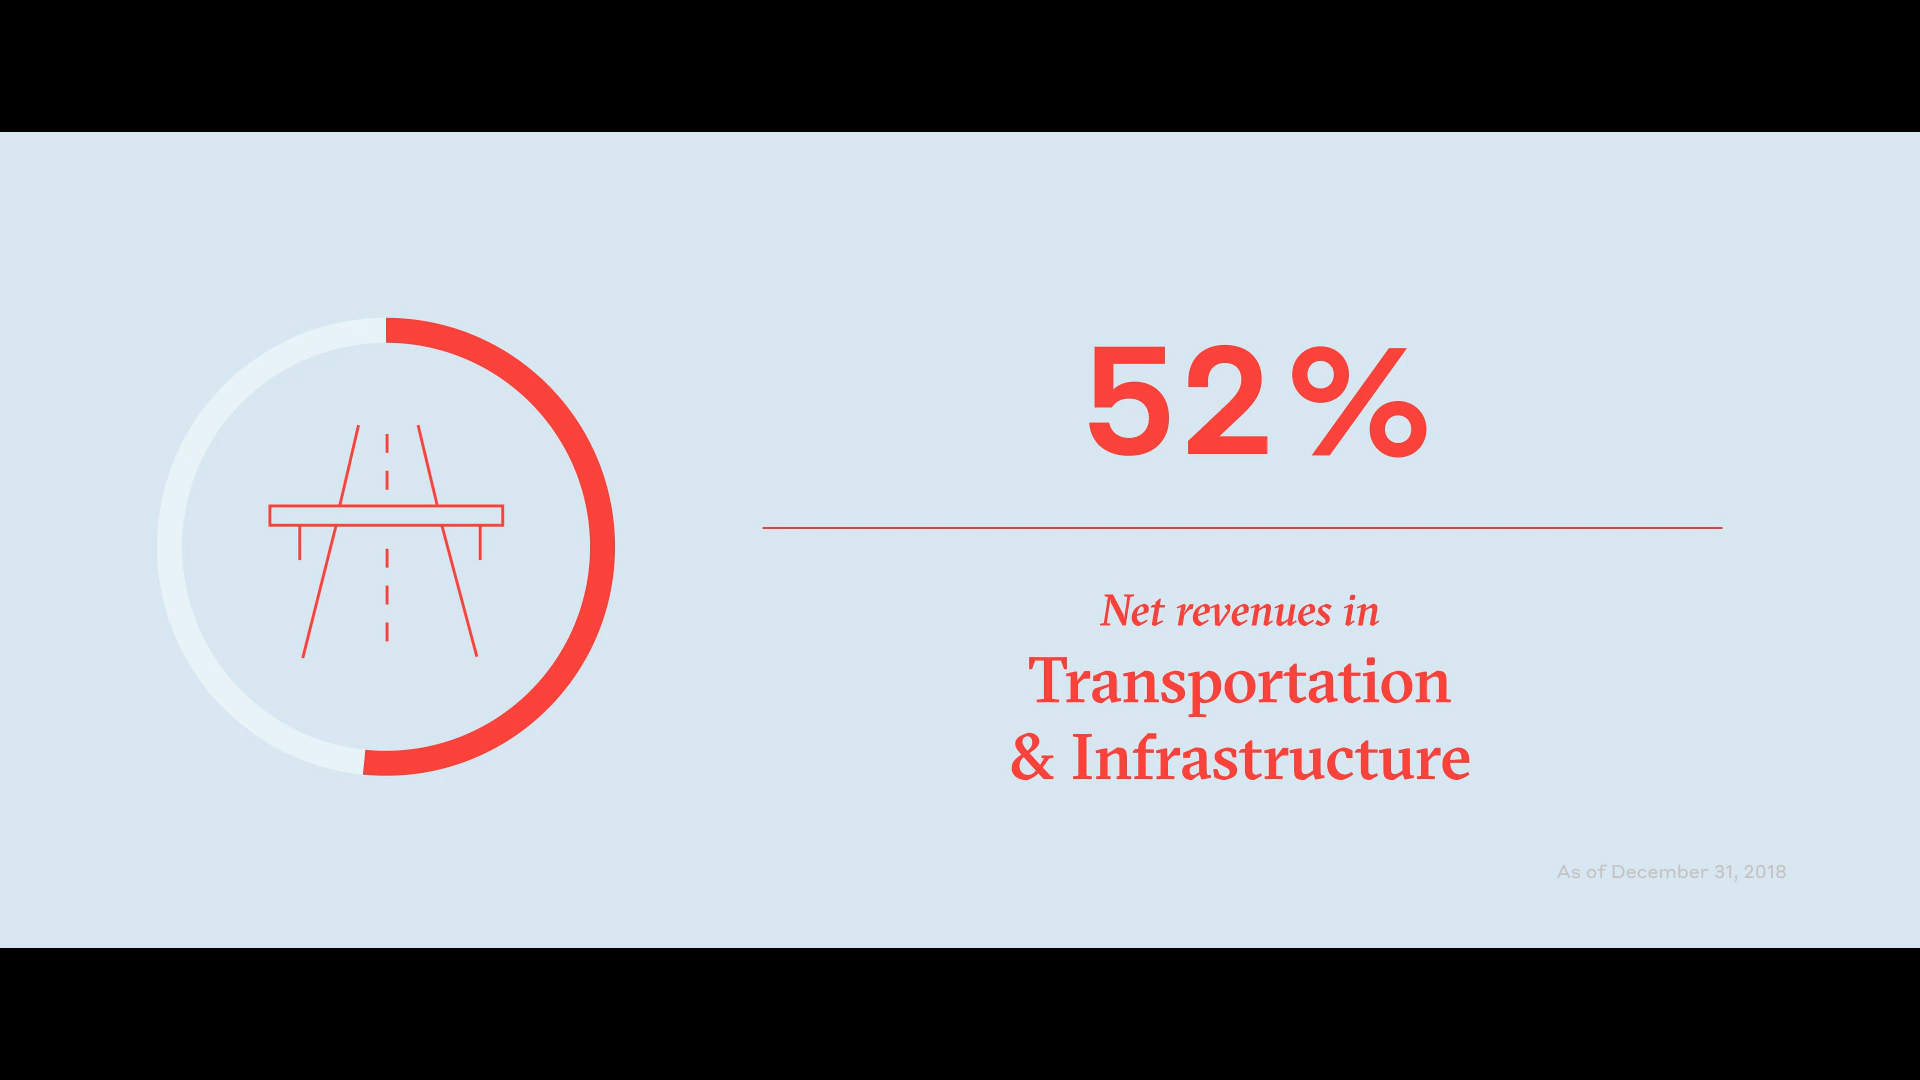 52%
Net revenues in
Transportation
& Infrastructure
As of December 31, 2018